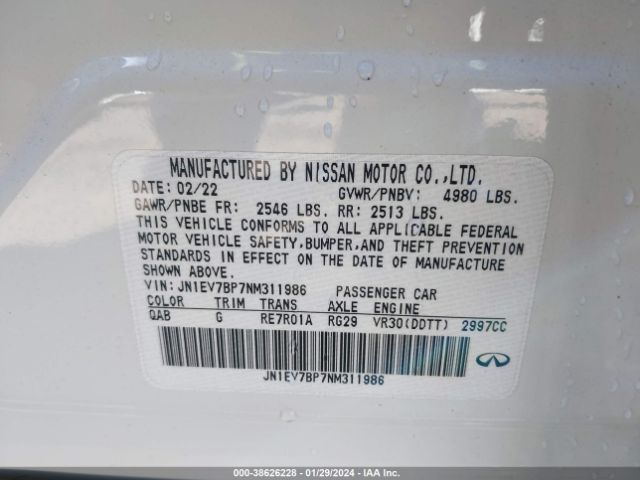 MANUFACTURED BY NISSAN MOTOR CO.,LTD.
DATE: 02/22 GVWR/PNBV: 4980 LBS.
GAWR/PNBE FR: 2546 LBS. RR: 2513 LBS.
THIS VEHICLE CONFORMS TO ALL APPLICABLE FEDERAL
MOTOR VEHICLE SAFETY,BUMPER,AND THEFT PREVENTION
STANDARDS IN EFFECT ON THE DATE OF MANUFACTURE
SHOWN ABOVE.
VIN: JN1EV7BP7NM311986 PASSENGER CAR
COLOR TRIM TRANS AXLE ENGINE
QAB G RE7R01A RG29 VR30(DDTT) 2997CC
JN1EV7BP7NM311986
000-38626228 - 01/29/2024 - IAA Inc.